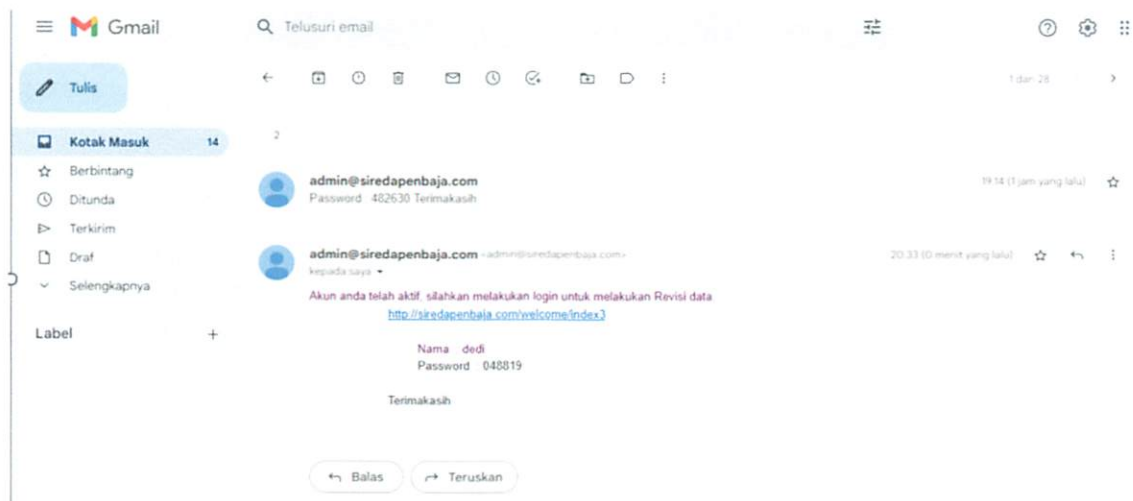 Gmail
Telusuri email
Tulis
1 dari 28
Kotak Masuk 14
Berbintang
Ditunda
Terkirim
Draf
Selengkapnya
Label +
2
admin@siredapenbaja.com
19.14 (1 jam yang lalu)
Password 482630 Terimakasih
admin@siredapenbaja.com <admin@siredapenbaja.com>
20.33 (0 menit yang lalu)
kepada saya
Akun anda telah aktif, silahkan melakukan login untuk melakukan Revisi data
http://siredapenbaja.com/welcome/index3
Nama dedi
Password 048819
Terimakasih
Balas
Teruskan